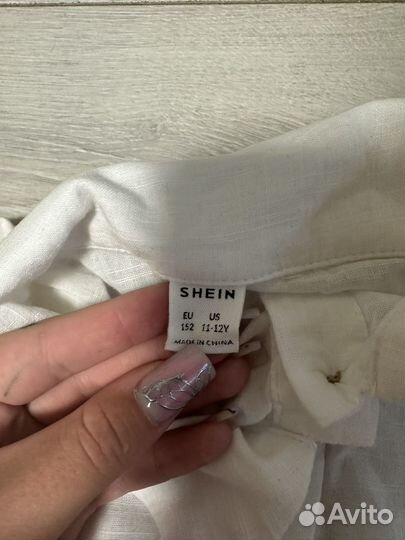 SHEIN
EU US
152 11-12Y
MADE IN CHINA
Avito